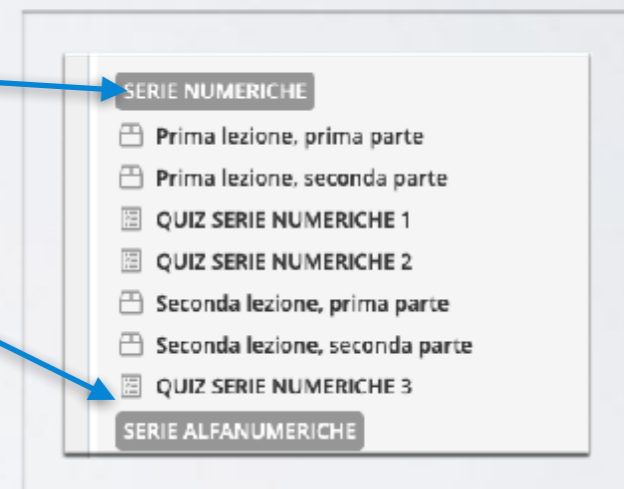 SERIE NUMERICHE
Prima lezione, prima parte
Prima lezione, seconda parte
QUIZ SERIE NUMERICHE 1
QUIZ SERIE NUMERICHE 2
Seconda lezione, prima parte
Seconda lezione, seconda parte
QUIZ SERIE NUMERICHE 3
SERIE ALFANUMERICHE